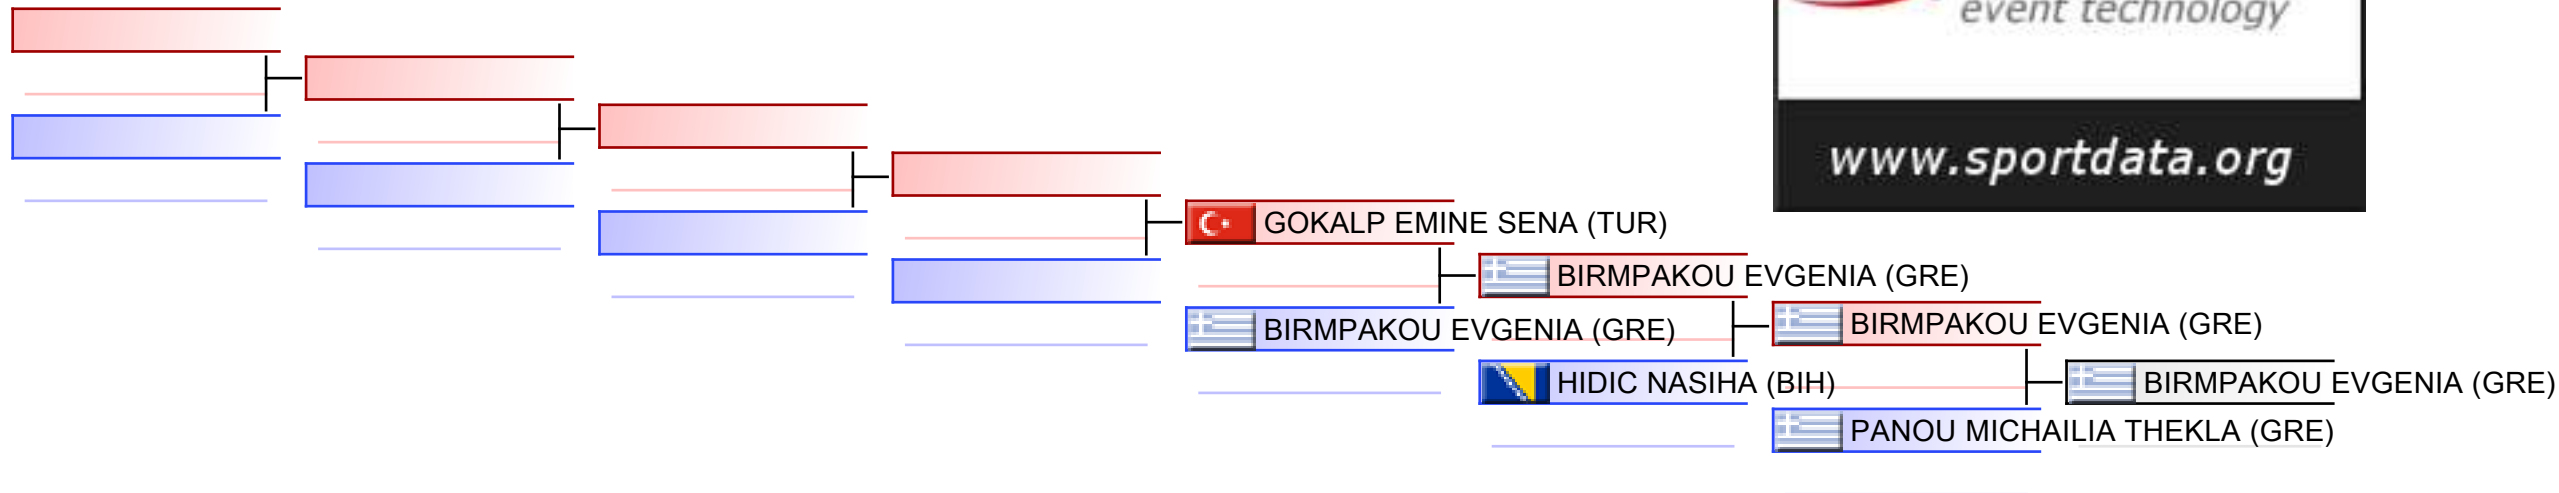 event technology
www.sportdata.org
GOKALP EMINE SENA (TUR)
BIRMPAKOU EVGENIA (GRE)
BIRMPAKOU EVGENIA (GRE)
BIRMPAKOU EVGENIA (GRE)
HIDIC NASIHA (BIH)
BIRMPAKOU EVGENIA (GRE)
PANOU MICHAILIA THEKLA (GRE)